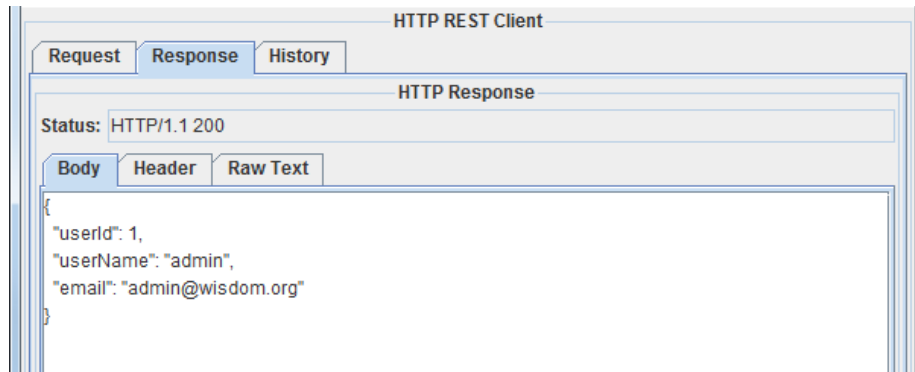 HTTP REST Client
Request Response History
HTTP Response
Status: HTTP/1.1 200
Body Header Raw Text
{
"userId": 1,
"userName": "admin",
"email": "admin@wisdom.org"
}